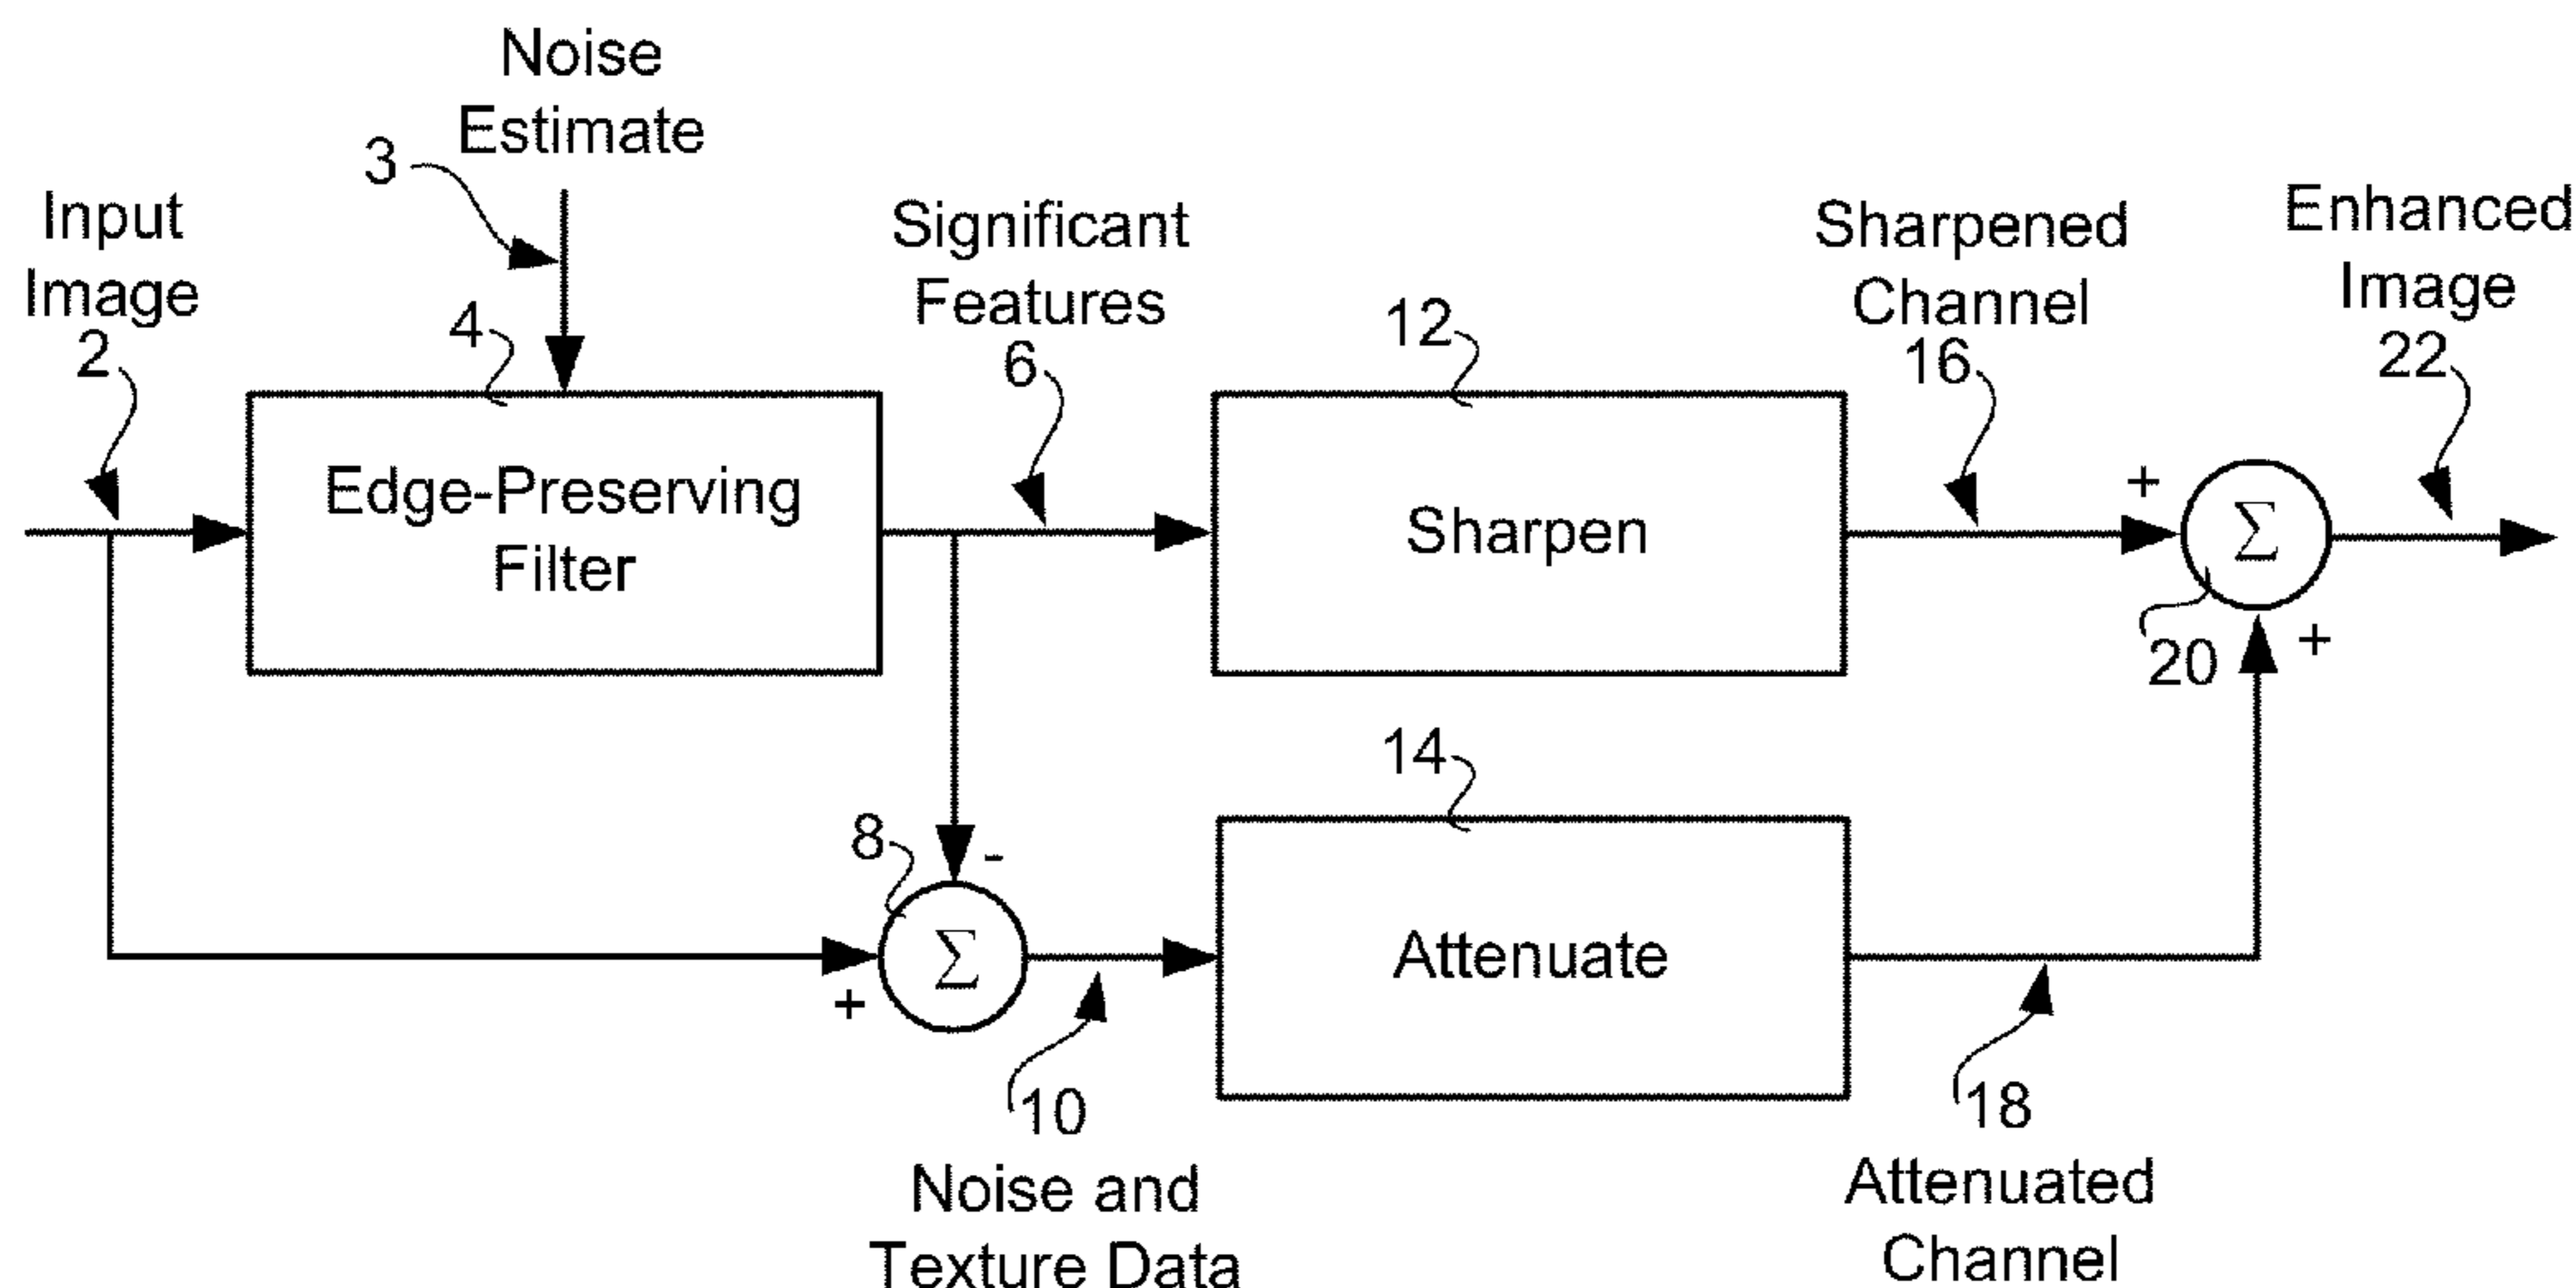 Noise
Estimate
3
Input
Image
2
4
Significant
Features
6
12
Sharpened
Channel
16
Enhanced
Image
22
Edge-Preserving
Filter
Sharpen
+
Σ
+
20
14
8
-
Σ
+
Attenuate
10
Noise and
Texture Data
18
Attenuated
Channel